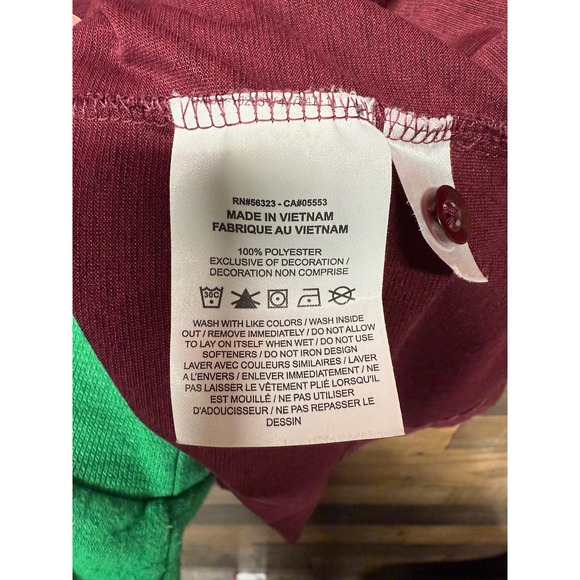 RN#56323 - CA#05553
MADE IN VIETNAM
FABRIQUE AU VIETNAM
100% POLYESTER
EXCLUSIVE OF DECORATION /
DECORATION NON COMPRISE
30C
WASH WITH LIKE COLORS / WASH INSIDE
OUT / REMOVE IMMEDIATELY / DO NOT ALLOW
TO LAY ON ITSELF WHEN WET / DO NOT USE
SOFTENERS / DO NOT IRON DESIGN
LAVER AVEC COULEURS SIMILAIRES / LAVER
A L'ENVERS / ENLEVER IMMEDIATEMENT / NE
PAS LAISSER LE VÊTEMENT PLIÉ LORSQU'IL
EST MOUILLÉ / NE PAS UTILISER
D'ADOUCISSEUR / NE PAS REPASSER LE
DESSIN